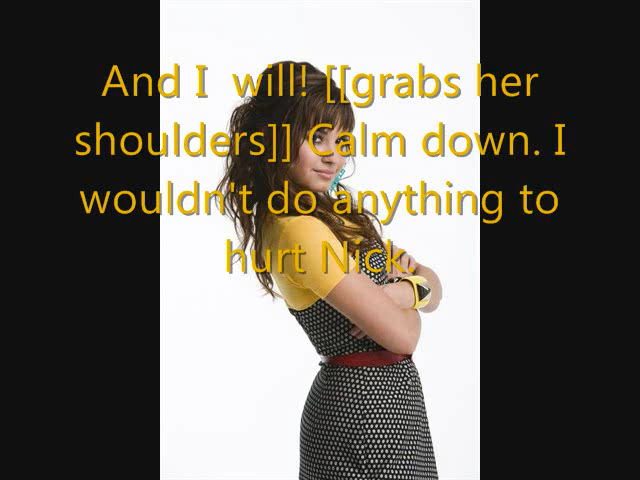 And I  will! [[grabs her
shoulders]] Calm down. I
wouldn't do anything to
hurt Nick.